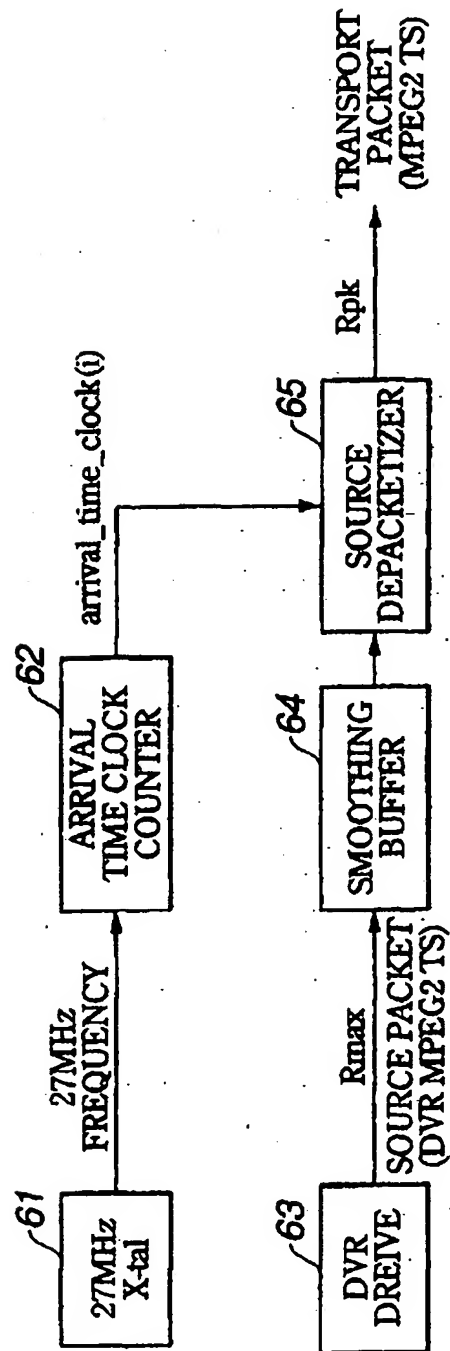 61
27MHz
X-tal
27MHz
FREQUENCY
62
ARRIVAL
TIME CLOCK
COUNTER
arrival_time_clock(i)
63
DVR
DREIVE
Rmax
SOURCE PACKET
(DVR MPEG2 TS)
64
SMOOTHING
BUFFER
65
SOURCE
DEPACKETIZER
Rpk
TRANSPORT
PACKET
(MPEG2 TS)